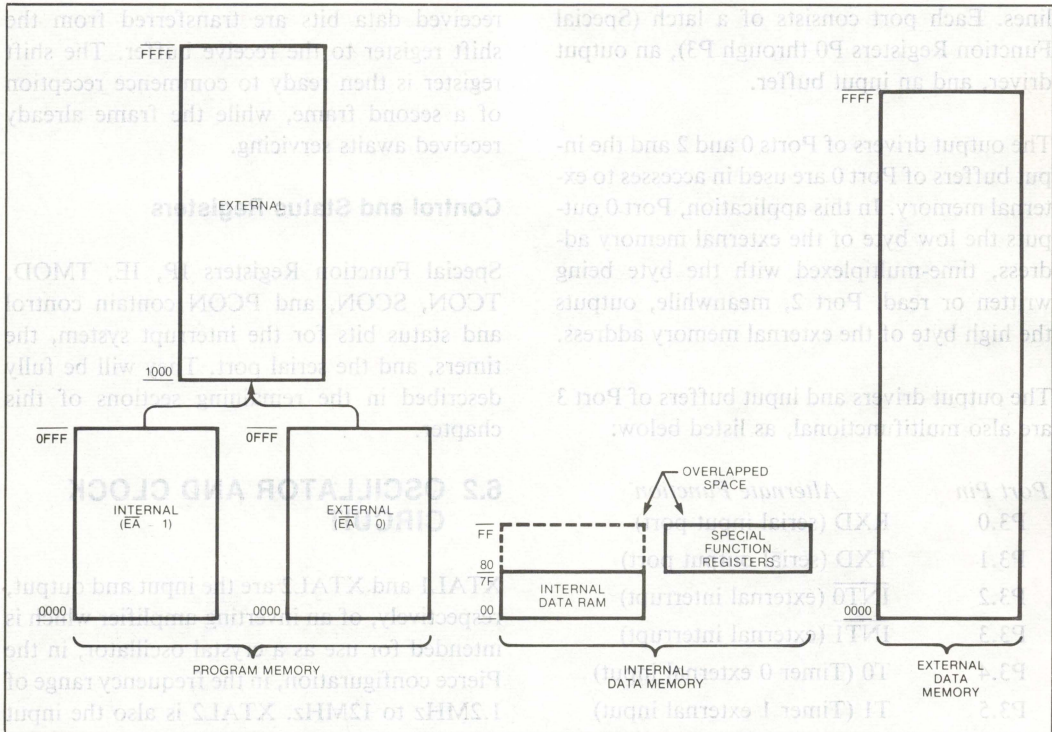 FFFF
EXTERNAL
1000
0FFF
0FFF
INTERNAL
(EA - 1)
EXTERNAL
(EA 0)
0000
0000
PROGRAM MEMORY
OVERLAPPED
SPACE
FF
80
7F
00
SPECIAL
FUNCTION
REGISTERS
INTERNAL
DATA RAM
INTERNAL
DATA MEMORY
FFFF
0000
EXTERNAL
DATA
MEMORY
lines. Each port consists of a latch (Special
Function Registers P0 through P3), an output
driver, and an input buffer.
The output drivers of Ports 0 and 2 and the in-
put buffers of Port 0 are used in accesses to ex-
ternal memory. In this application, Port 0 out-
puts the low byte of the external memory ad-
dress, time-multiplexed with the byte being
written or read. Port 2, meanwhile, outputs
the high byte of the external memory address.
The output drivers and input buffers of Port 3
are also multifunctional, as listed below:
Port Pin Alternate Function
P3.0 RXD (serial input port)
P3.1 TXD (serial output port)
P3.2 INT0 (external interrupt)
P3.3 INT1 (external interrupt)
P3.4 T0 (Timer 0 external input)
P3.5 T1 (Timer 1 external input)
received data bits are transferred from the
shift register to the receive buffer. The shift
register is then ready to commence reception
of a second frame, while the frame already
received awaits servicing.
Control and Status Registers
Special Function Registers IP, IE, TMOD,
TCON, SCON, and PCON contain control
and status bits for the interrupt system, the
timers, and the serial port. They will be fully
described in the remaining sections of this
chapter.
6.2 OSCILLATOR AND CLOCK
CIRCUIT
XTAL1 and XTAL2 are the input and output,
respectively, of an inverting amplifier which is
intended for use as a crystal oscillator, in the
Pierce configuration, in the frequency range of
1.2MHz to 12MHz. XTAL2 is also the input